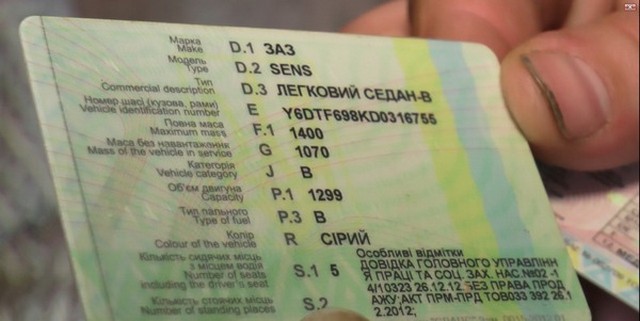 Марка
Make
D.1 ЗАЗ
Модель
Type
D.2 SENS
Тип
Commercial description
D.3 ЛЕГКОВИЙ СЕДАН-В
Номер шасі (кузова, рами)
Vehicle identification number
E Y6DTF698KD0316755
Повна маса
Maximum mass
F.1 1400
Маса без навантаження
Mass of the vehicle in service
G 1070
Категорія
Vehicle category
J B
Об'єм двигуна
Capacity
P.1 1299
Тип пального
Type of fuel
P.3 B
Колір
Colour of the vehicle
R СІРИЙ
Кількість сидячих місць
з місцем водія
Number of seats
including the driver's seat
S.1 5
Кількість стоячих місць
Number of standing places
S.2
Особливі відмітки
ДОВІДКА ГОЛОВНОГО УПРАВЛІНН
Я ПРАЦІ ТА СОЦ. ЗАХ. НАС.№02 -1
4/10323 26.12.12 БЕЗ ПРАВА ПРОД
АЖУ;АКТ ПРМ-ПРД ТОВ033 392 26.1
2.2012;